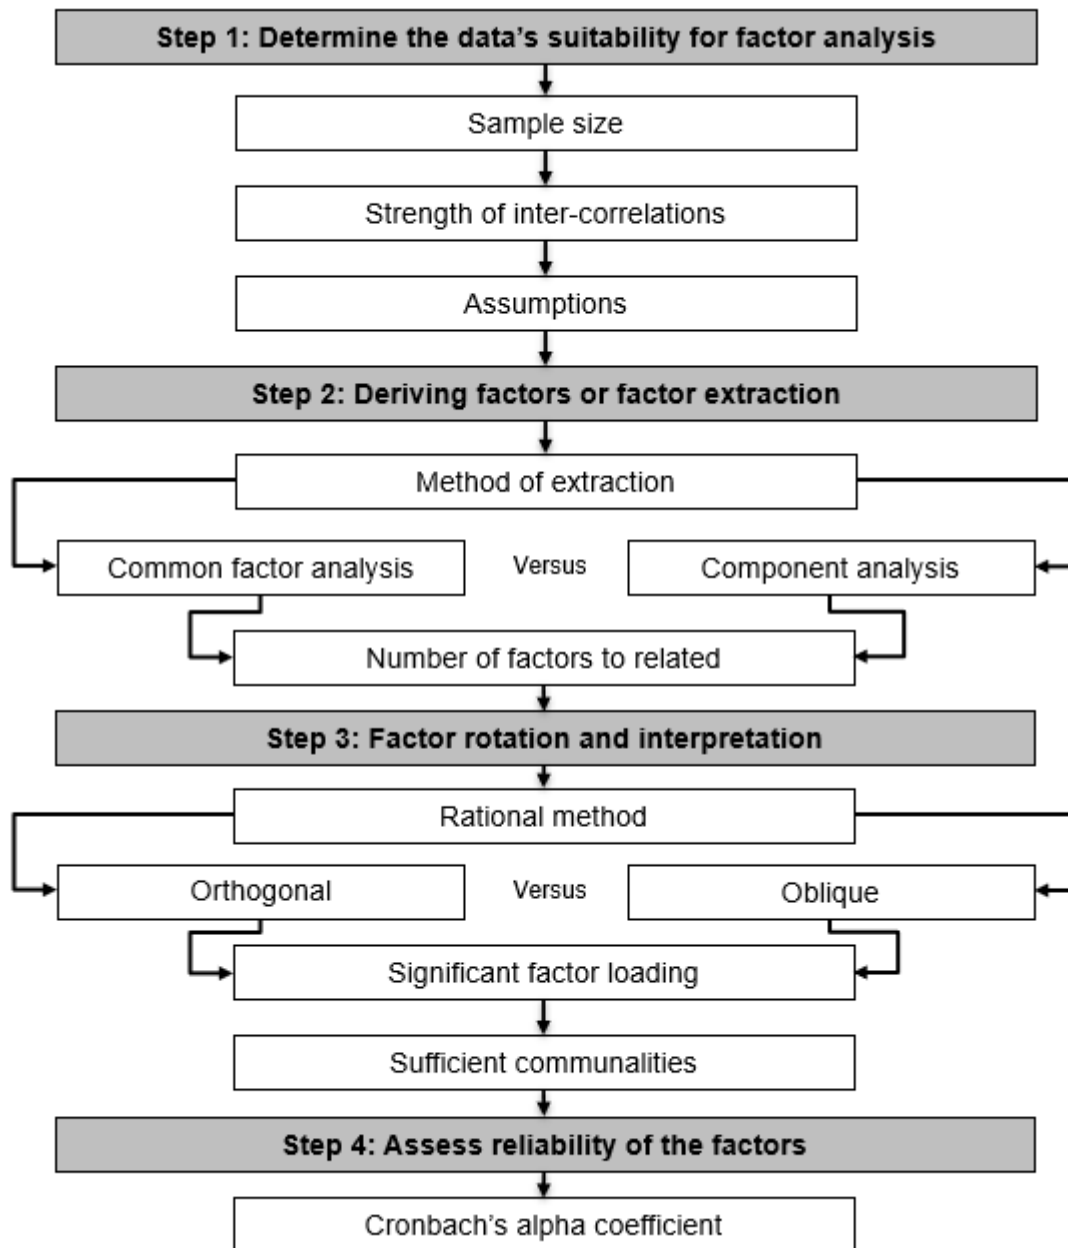 Step 1: Determine the data’s suitability for factor analysis
Sample size
Strength of inter-correlations
Assumptions
Step 2: Deriving factors or factor extraction
Method of extraction
Common factor analysis
Versus
Component analysis
Number of factors to related
Step 3: Factor rotation and interpretation
Rational method
Orthogonal
Versus
Oblique
Significant factor loading
Sufficient communalities
Step 4: Assess reliability of the factors
Cronbach’s alpha coefficient